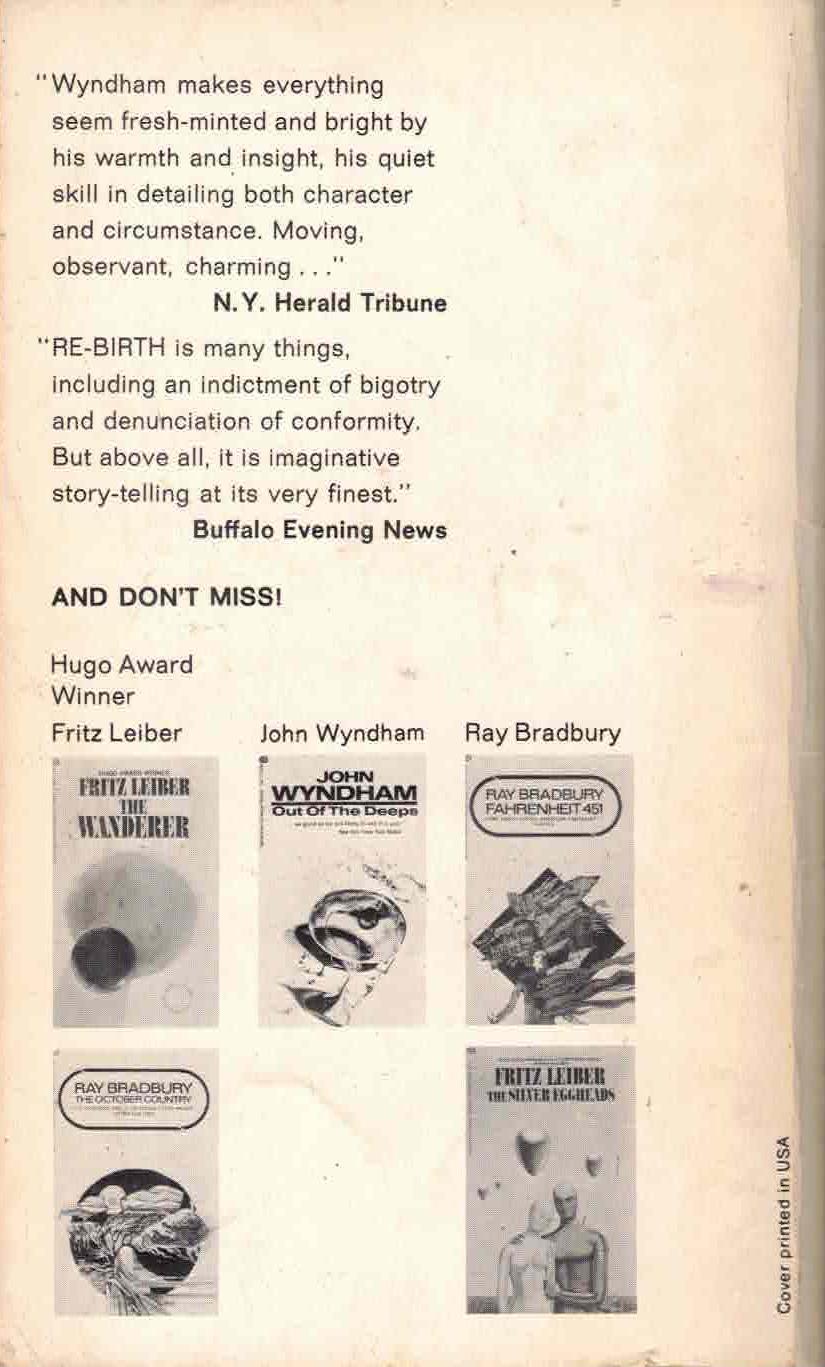 "Wyndham makes everything
seem fresh-minted and bright by
his warmth and insight, his quiet
skill in detailing both character
and circumstance. Moving,
observant, charming . . ."
N.Y. Herald Tribune
"RE-BIRTH is many things,
including an indictment of bigotry
and denunciation of conformity.
But above all, it is imaginative
story-telling at its very finest."
Buffalo Evening News
AND DON'T MISS!
Hugo Award
Winner
Fritz Leiber
John Wyndham
Ray Bradbury
HUGO AWARD WINNER
FRITZ LEIBER
THE
WANDERER
JOHN
WYNDHAM
Out Of The Deeps
RAY BRADBURY
FAHRENHEIT 451
RAY BRADBURY
THE OCTOBER COUNTRY
FRITZ LEIBER
THE SILVER EGGHEADS
Cover printed in USA